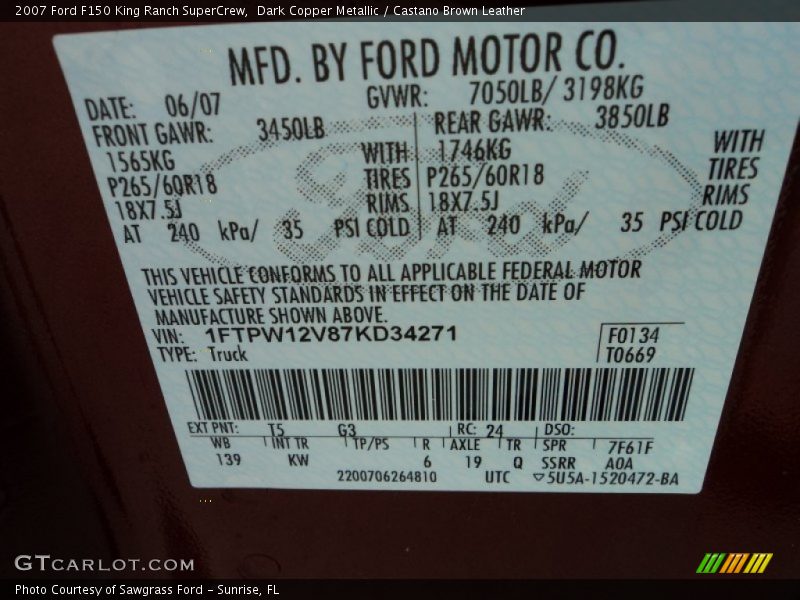 2007 Ford F150 King Ranch SuperCrew,  Dark Copper Metallic / Castano Brown Leather
MFD. BY FORD MOTOR CO.
DATE: 06/07 GVWR: 7050LB/ 3198KG
FRONT GAWR: 3450LB REAR GAWR: 3850LB
1565KG WITH 1746KG WITH
P265/60R18 TIRES P265/60R18 TIRES
18X7.5J RIMS 18X7.5J RIMS
AT 240 kPa/ 35 PSI COLD AT 240 kPa/ 35 PSI COLD
Ford
THIS VEHICLE CONFORMS TO ALL APPLICABLE FEDERAL MOTOR
VEHICLE SAFETY STANDARDS IN EFFECT ON THE DATE OF
MANUFACTURE SHOWN ABOVE.
VIN: 1FTPW12V87KD34271 F0134
TYPE: Truck T0669
EXT PNT: T5 G3 RC: 24 DSO:
WB INT TR TP/PS R AXLE TR SPR 7F61F
139 KW 6 19 Q SSRR A0A
2200706264810 UTC ▽5U5A-1520472-BA
GTCARLOT.COM
Photo Courtesy of Sawgrass Ford - Sunrise, FL